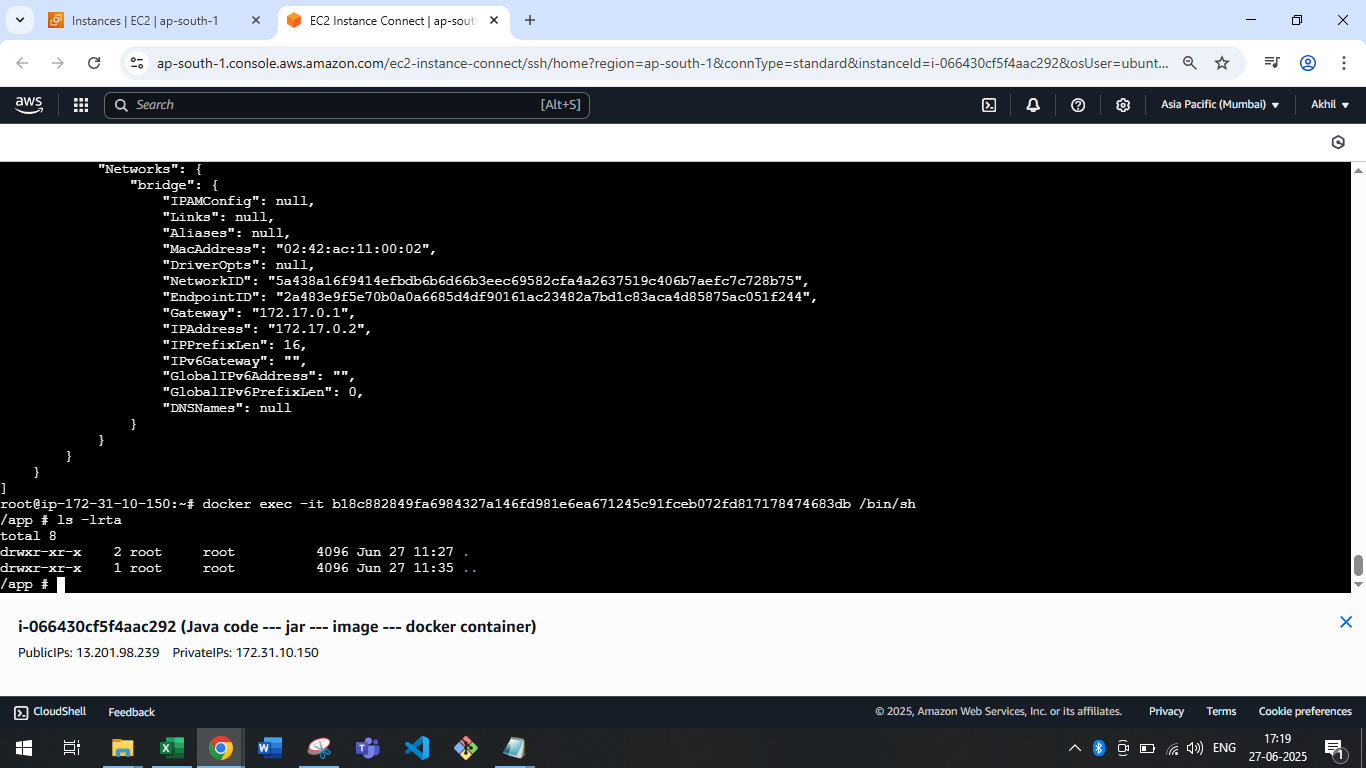 Instances | EC2 | ap-south-1
EC2 Instance Connect | ap-sout
ap-south-1.console.aws.amazon.com/ec2-instance-connect/ssh/home?region=ap-south-1&connType=standard&instanceId=i-066430cf5f4aac292&osUser=ubunt...
aws
Search
[Alt+S]
Asia Pacific (Mumbai)
Akhil
"Networks": {
"bridge": {
"IPAMConfig": null,
"Links": null,
"Aliases": null,
"MacAddress": "02:42:ac:11:00:02",
"DriverOpts": null,
"NetworkID": "5a438a16f9414efbdb6b6d66b3eec69582cfa4a2637519c406b7aefc7c728b75",
"EndpointID": "2a483e9f5e70b0a0a6685d4df90161ac23482a7bd1c83aca4d85875ac051f244",
"Gateway": "172.17.0.1",
"IPAddress": "172.17.0.2",
"IPPrefixLen": 16,
"IPv6Gateway": "",
"GlobalIPv6Address": "",
"GlobalIPv6PrefixLen": 0,
"DNSNames": null
}
}
}
}
]
root@ip-172-31-10-150:~# docker exec -it b18c882849fa6984327a146fd981e6ea671245c91fceb072fd817178474683db /bin/sh
/app # ls -lrta
total 8
drwxr-xr-x    2 root     root          4096 Jun 27 11:27 .
drwxr-xr-x    1 root     root          4096 Jun 27 11:35 ..
/app #
i-066430cf5f4aac292 (Java code --- jar --- image --- docker container)
PublicIPs: 13.201.98.239 PrivateIPs: 172.31.10.150
CloudShell
Feedback
© 2025, Amazon Web Services, Inc. or its affiliates.
Privacy
Terms
Cookie preferences
ENG
17:19
27-06-2025
1